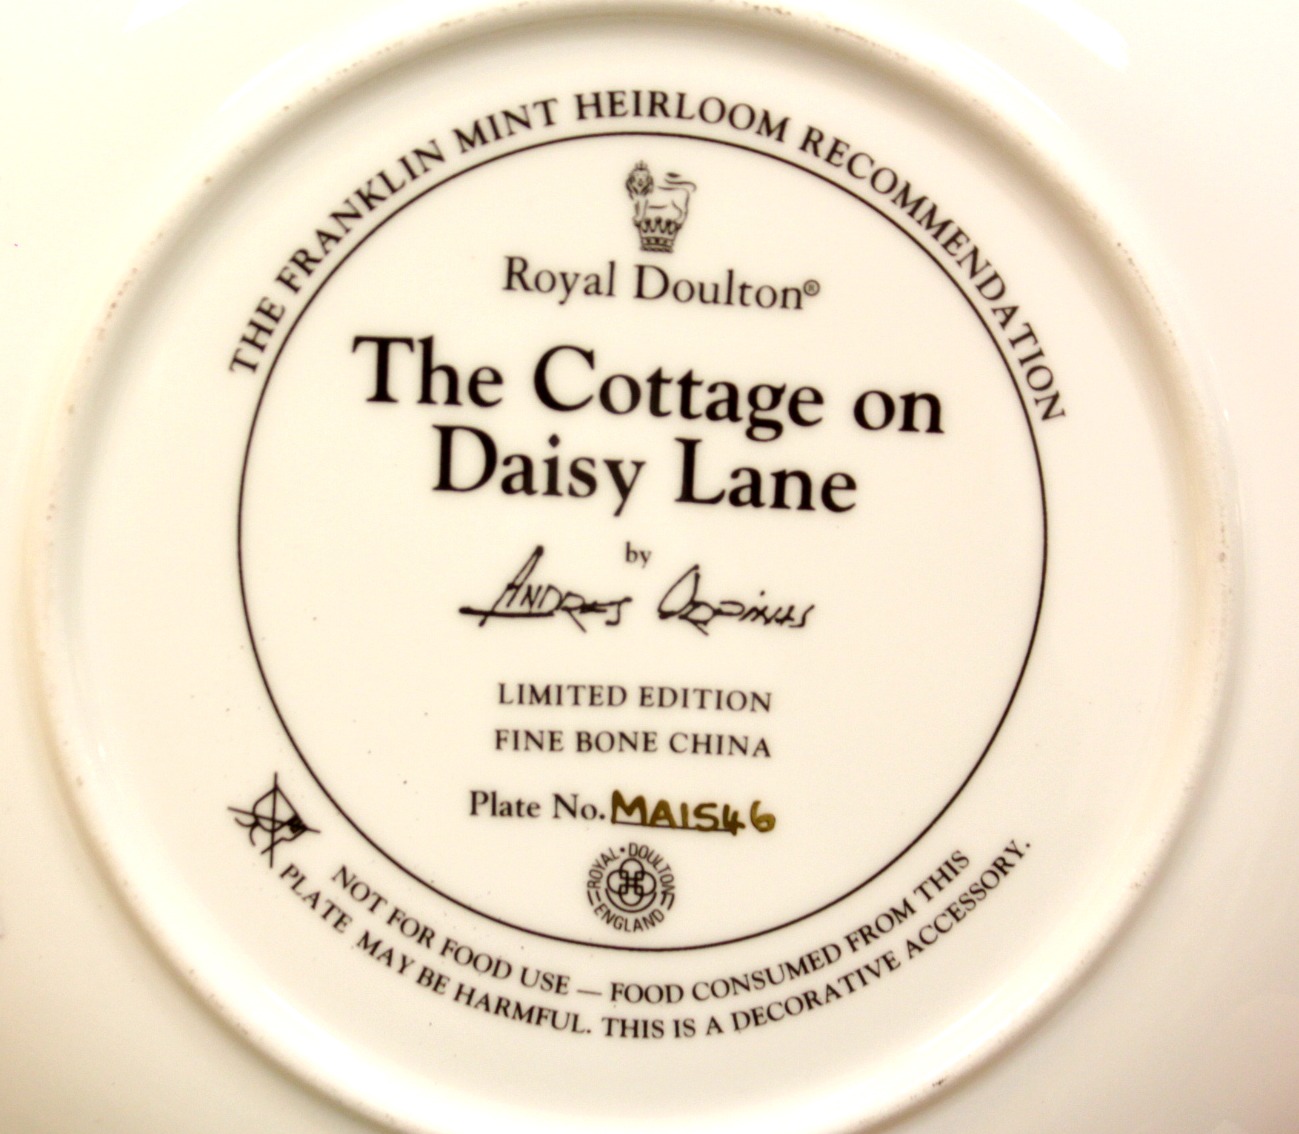 THE FRANKLIN MINT HEIRLOOM RECOMMENDATION
Royal Doulton®
The Cottage on
Daisy Lane
by
ANDRES ORPINAS
LIMITED EDITION
FINE BONE CHINA
Plate No. MA1546
ROYAL • DOULTON
ENGLAND
NOT FOR FOOD USE — FOOD CONSUMED FROM THIS
PLATE MAY BE HARMFUL. THIS IS A DECORATIVE ACCESSORY.